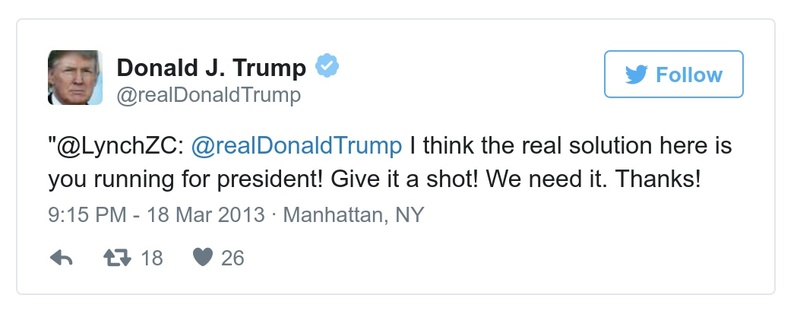 Donald J. Trump
@realDonaldTrump
Follow
"@LynchZC: @realDonaldTrump I think the real solution here is
you running for president! Give it a shot! We need it. Thanks!
9:15 PM - 18 Mar 2013 · Manhattan, NY
18 26